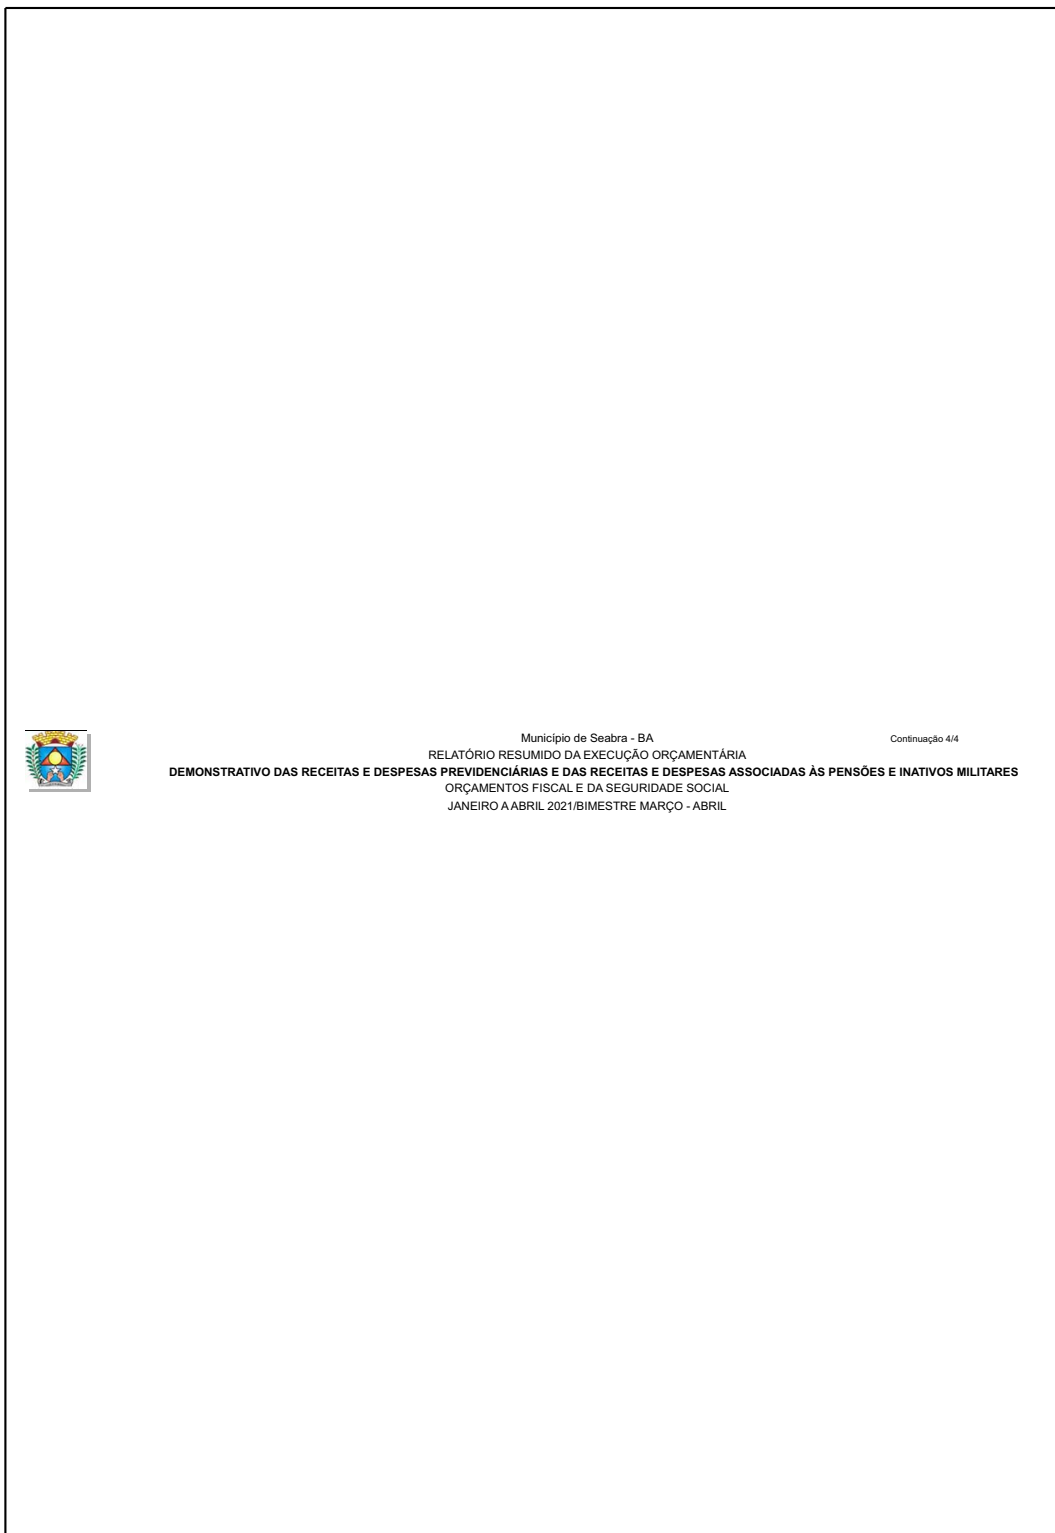 Município de Seabra - BA
Continuação 4/4
RELATÓRIO RESUMIDO DA EXECUÇÃO ORÇAMENTÁRIA
DEMONSTRATIVO DAS RECEITAS E DESPESAS PREVIDENCIÁRIAS E DAS RECEITAS E DESPESAS ASSOCIADAS ÀS PENSÕES E INATIVOS MILITARES
ORÇAMENTOS FISCAL E DA SEGURIDADE SOCIAL
JANEIRO A ABRIL 2021/BIMESTRE MARÇO - ABRIL